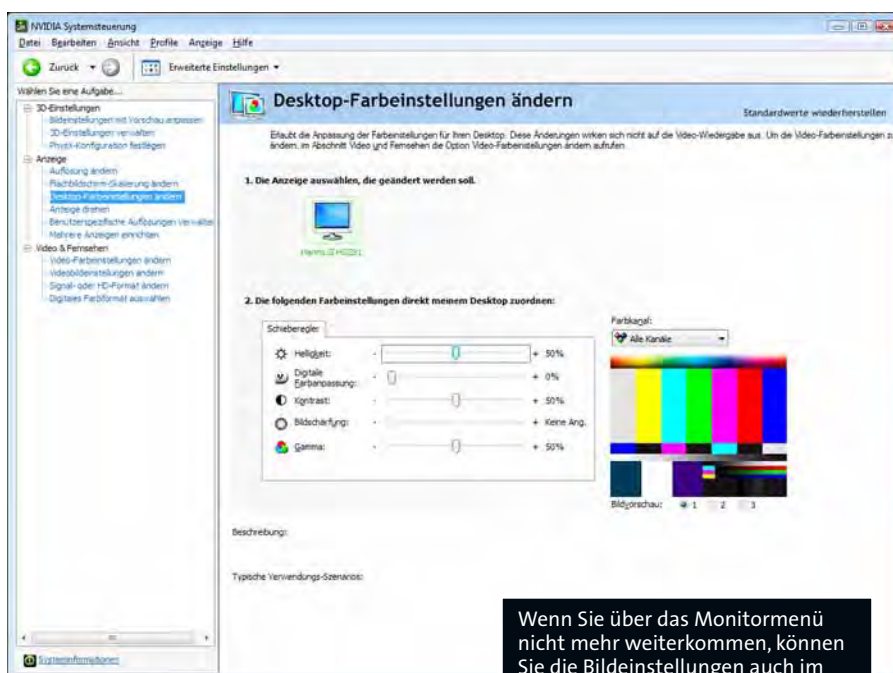 NVIDIA Systemsteuerung
Datei Bearbeiten Ansicht Profile Anzeige Hilfe
Zurück Erweiterte Einstellungen
Wählen Sie eine Aufgabe...
3D-Einstellungen
Bildeinstellungen mit Vorschau anpassen
3D-Einstellungen verwalten
PhysX-Konfiguration festlegen
Anzeige
Auflösung ändern
Flachbildschirm-Skalierung ändern
Desktop-Farbeinstellungen ändern
Anzeige drehen
Benutzerspezifische Auflösungen verwalten
Mehrere Anzeigen einrichten
Video & Fernsehen
Video-Farbeinstellungen ändern
Videobildeinstellungen ändern
Signal- oder HD-Format ändern
Digitales Farbformat auswählen
Systeminformationen
Desktop-Farbeinstellungen ändern
Standardwerte wiederherstellen
Erlaubt die Anpassung der Farbeinstellungen für Ihren Desktop. Diese Änderungen wirken sich nicht auf die Video-Wiedergabe aus. Um die Video-Farbeinstellungen zu
ändern, im Abschnitt Video und Fernsehen die Option Video-Farbeinstellungen ändern aufrufen.
1. Die Anzeige auswählen, die geändert werden soll.
2. Die folgenden Farbeinstellungen direkt meinem Desktop zuordnen:
Schieberegler
Helligkeit: - + 50%
Digitale
Farbanpassung: - + 0%
Kontrast: - + 50%
Bildschärfung: - + Keine Ang.
Gamma: - + 50%
Farbkanal:
Alle Kanäle
Bildvorschau: 1 2 3
Beschreibung:
Typische Verwendungs-Szenarios:
Wenn Sie über das Monitormenü
nicht mehr weiterkommen, können
Sie die Bildeinstellungen auch im